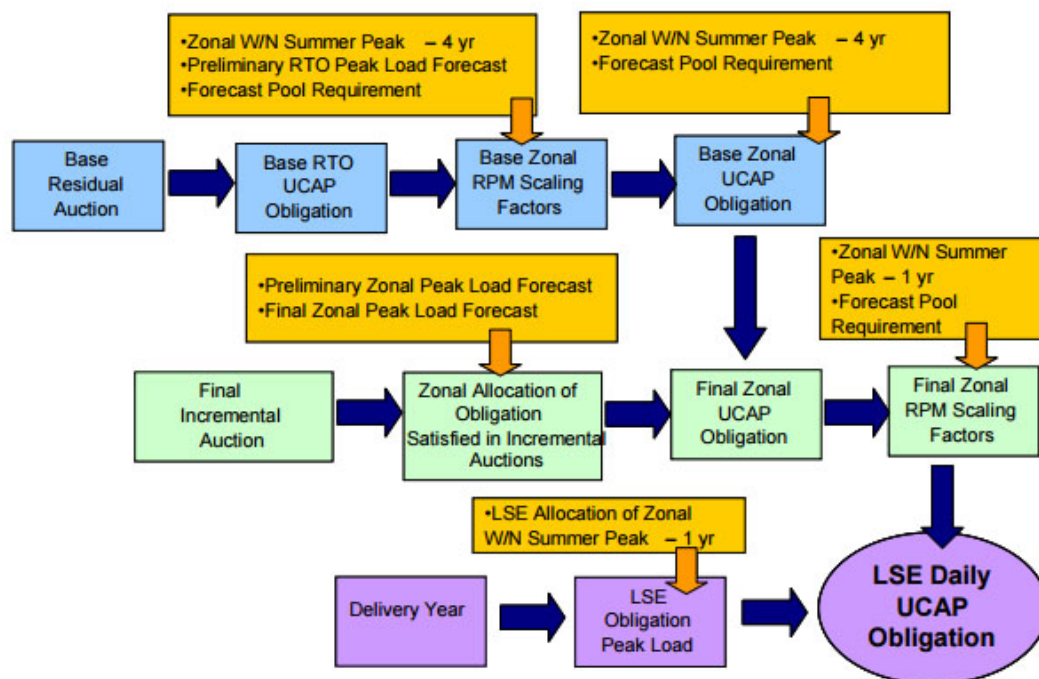 •Zonal W/N Summer Peak – 4 yr
•Preliminary RTO Peak Load Forecast
•Forecast Pool Requirement
•Zonal W/N Summer Peak – 4 yr
•Forecast Pool Requirement
Base
Residual
Auction
Base RTO
UCAP
Obligation
Base Zonal
RPM Scaling
Factors
Base Zonal
UCAP
Obligation
•Preliminary Zonal Peak Load Forecast
•Final Zonal Peak Load Forecast
•Zonal W/N Summer
Peak – 1 yr
•Forecast Pool
Requirement
Final
Incremental
Auction
Zonal Allocation of
Obligation
Satisfied in Incremental
Auctions
Final Zonal
UCAP
Obligation
Final Zonal
RPM Scaling
Factors
•LSE Allocation of Zonal
W/N Summer Peak – 1 yr
Delivery Year
LSE
Obligation
Peak Load
LSE Daily
UCAP
Obligation